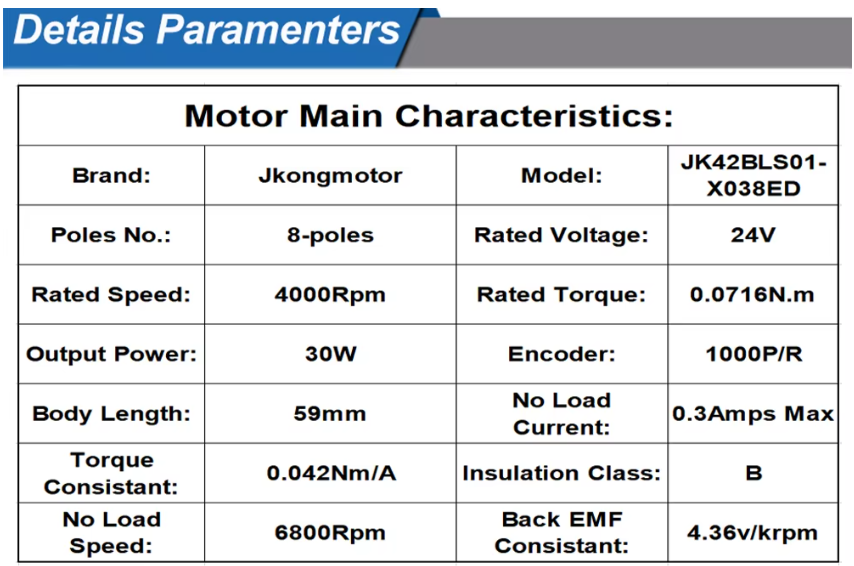 Details Paramenters
Motor Main Characteristics:
Brand: Jkongmotor Model: JK42BLS01-
X038ED
Poles No.: 8-poles Rated Voltage: 24V
Rated Speed: 4000Rpm Rated Torque: 0.0716N.m
Output Power: 30W Encoder: 1000P/R
Body Length: 59mm No Load
Current: 0.3Amps Max
Torque
Consistant: 0.042Nm/A Insulation Class: B
No Load
Speed: 6800Rpm Back EMF
Consistant: 4.36v/krpm